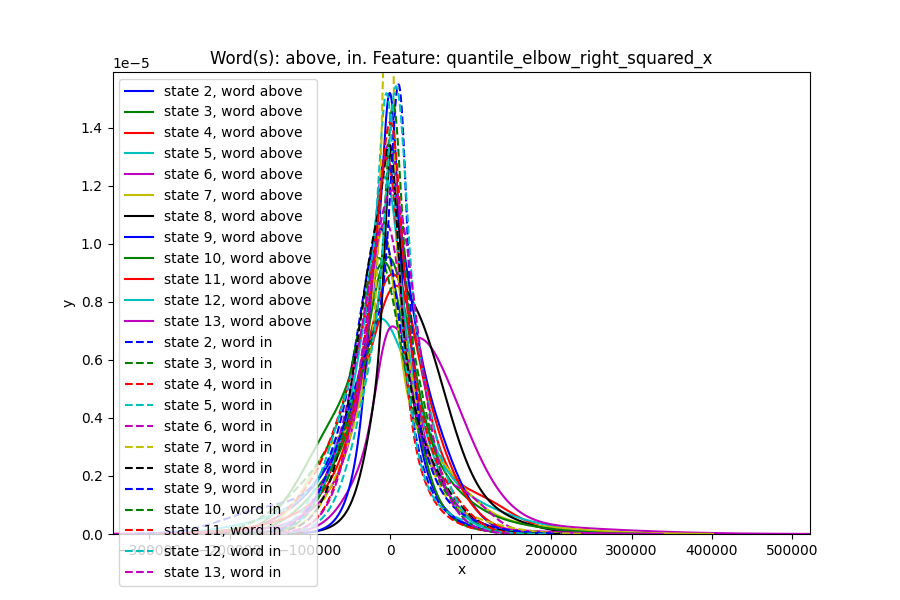 Word(s): above, in. Feature: quantile_elbow_right_squared_x
1e−5
1.4
1.2
1.0
0.8
0.6
0.4
0.2
0.0
y
state 2, word above
state 3, word above
state 4, word above
state 5, word above
state 6, word above
state 7, word above
state 8, word above
state 9, word above
state 10, word above
state 11, word above
state 12, word above
state 13, word above
state 2, word in
state 3, word in
state 4, word in
state 5, word in
state 6, word in
state 7, word in
state 8, word in
state 9, word in
state 10, word in
state 11, word in
state 12, word in
state 13, word in
−300000 −200000 −100000 0 100000 200000 300000 400000 500000
x